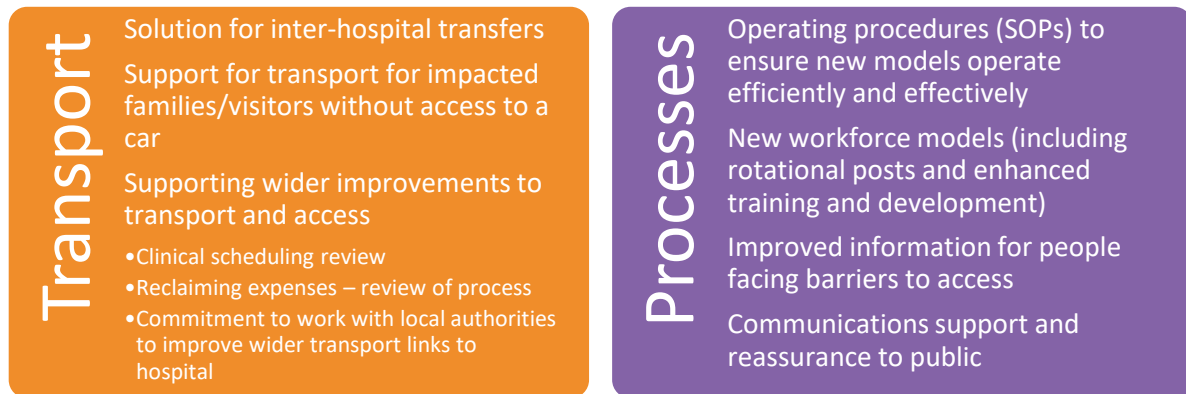 Transport
Solution for inter-hospital transfers
Support for transport for impacted
families/visitors without access to a
car
Supporting wider improvements to
transport and access
•Clinical scheduling review
•Reclaiming expenses – review of process
•Commitment to work with local authorities
to improve wider transport links to
hospital
Processes
Operating procedures (SOPs) to
ensure new models operate
efficiently and effectively
New workforce models (including
rotational posts and enhanced
training and development)
Improved information for people
facing barriers to access
Communications support and
reassurance to public